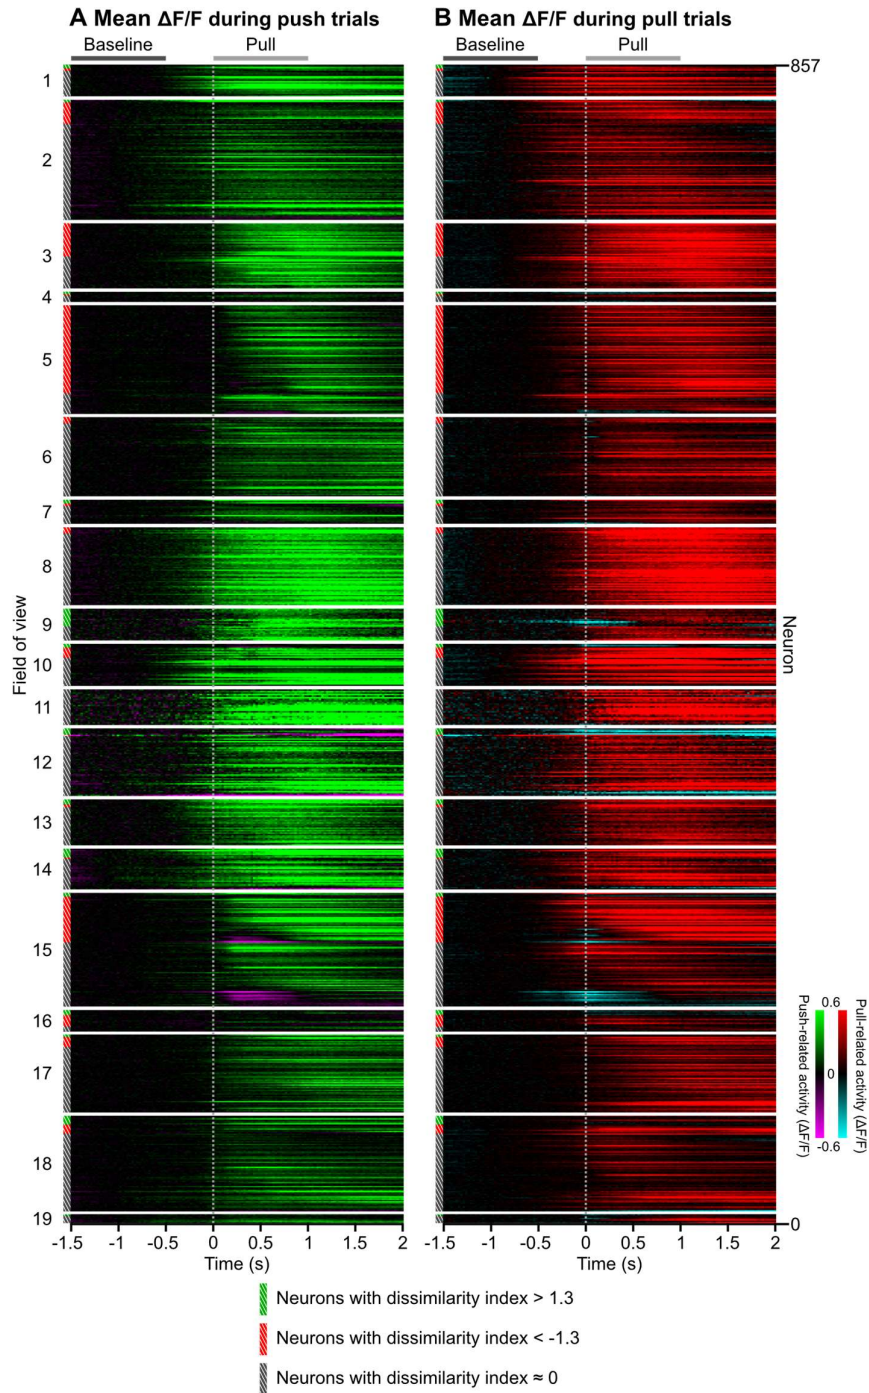 A Mean ΔF/F during push trials
B Mean ΔF/F during pull trials
Baseline
Pull
Baseline
Pull
857
1
2
3
4
5
6
7
8
9
10
11
12
13
14
15
16
17
18
19
Field of view
Neuron
0
Push-related activity (ΔF/F)
0.6
0
-0.6
Pull-related activity (ΔF/F)
-1.5 -1 -0.5 0 0.5 1 1.5 2
Time (s)
-1.5 -1 -0.5 0 0.5 1 1.5 2
Time (s)
Neurons with dissimilarity index > 1.3
Neurons with dissimilarity index < -1.3
Neurons with dissimilarity index ≈ 0